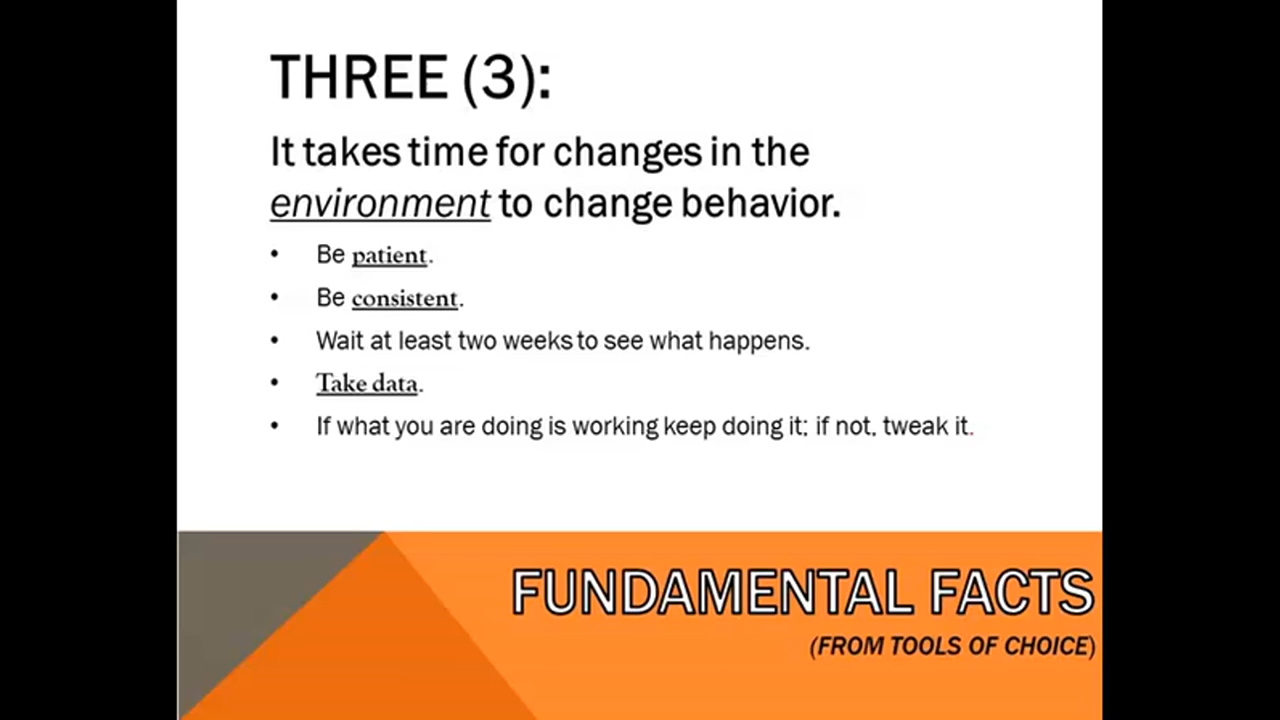 THREE (3):
It takes time for changes in the
environment to change behavior.
• Be patient.
• Be consistent.
• Wait at least two weeks to see what happens.
• Take data.
• If what you are doing is working keep doing it; if not, tweak it.
FUNDAMENTAL FACTS
(FROM TOOLS OF CHOICE)